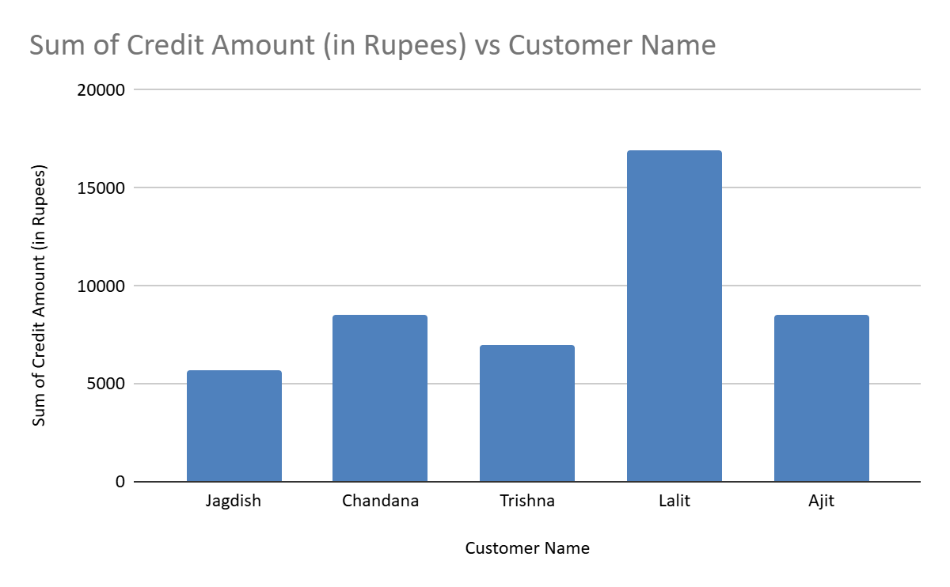 Sum of Credit Amount (in Rupees) vs Customer Name
20000
15000
10000
5000
0
Sum of Credit Amount (in Rupees)
Jagdish Chandana Trishna Lalit Ajit
Customer Name